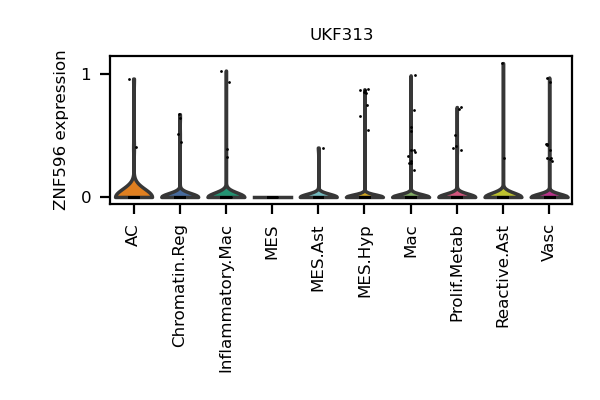 UKF313
ZNF596 expression
1
0
AC
Chromatin.Reg
Inflammatory.Mac
MES
MES.Ast
MES.Hyp
Mac
Prolif.Metab
Reactive.Ast
Vasc